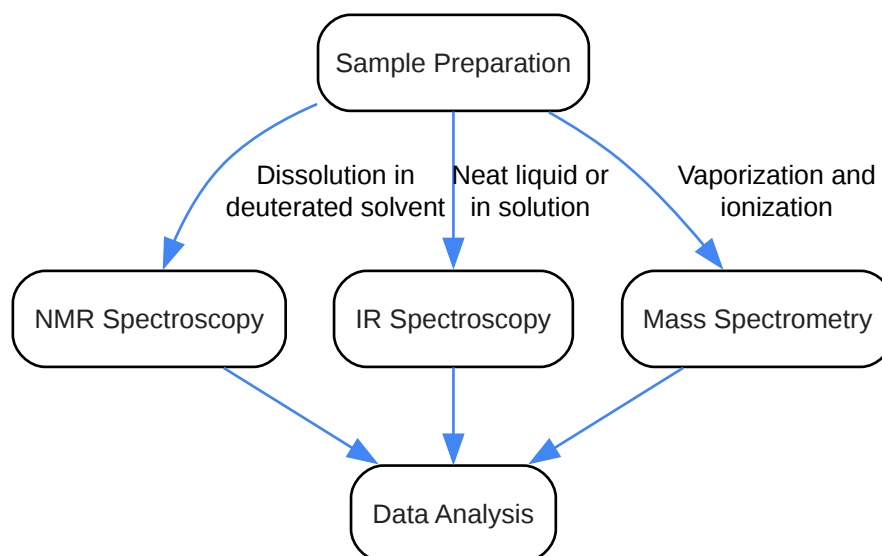 Sample Preparation
Dissolution in
deuterated solvent
Neat liquid or
in solution
Vaporization and
ionization
NMR Spectroscopy
IR Spectroscopy
Mass Spectrometry
Data Analysis